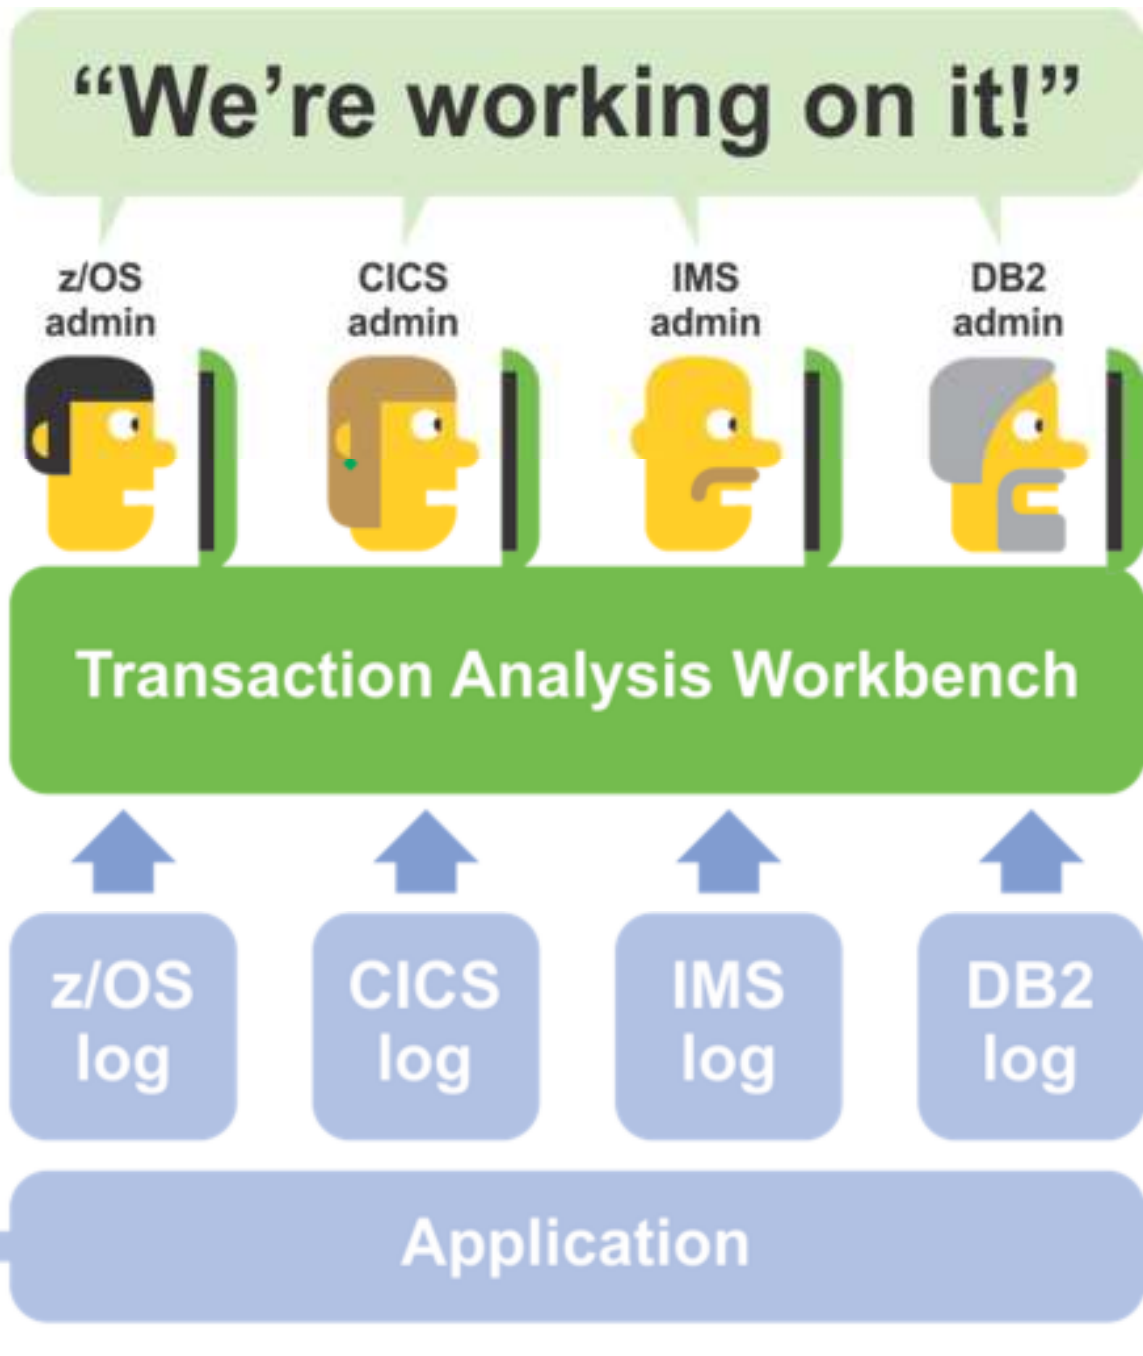 “We’re working on it!”
z/OS
admin
CICS
admin
IMS
admin
DB2
admin
Transaction Analysis Workbench
z/OS
log
CICS
log
IMS
log
DB2
log
Application